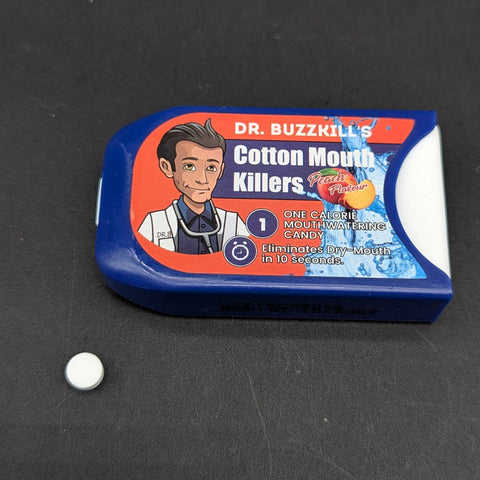 DR. BUZZKILL'S
Cotton Mouth
Killers
Peach
Flavour
1
ONE CALORIE
MOUTHWATERING
CANDY
Eliminates Dry-Mouth
in 10 seconds.